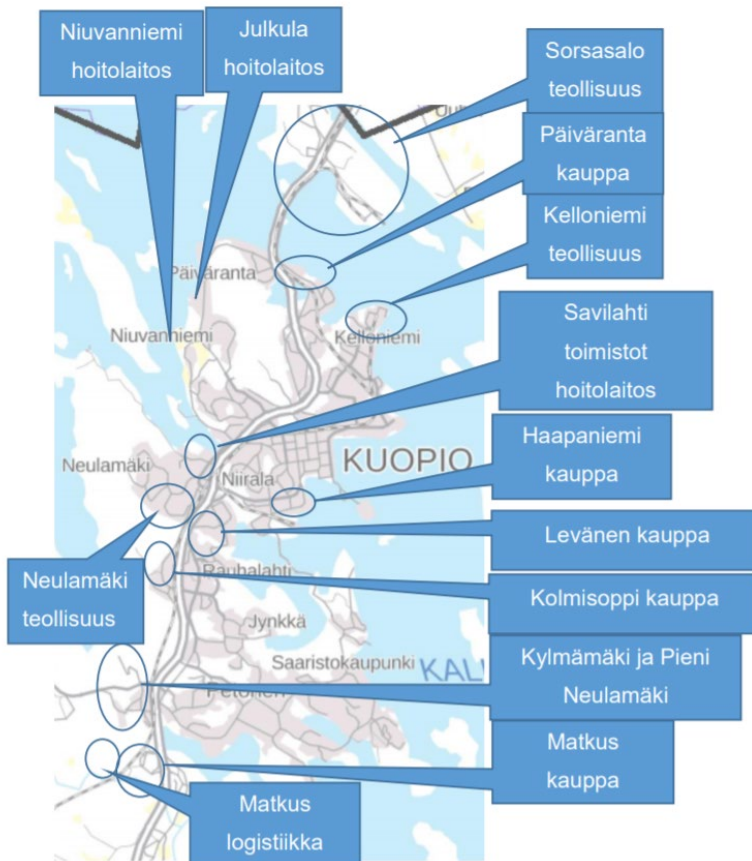 Niuvanniemi
hoitolaitos
Julkula
hoitolaitos
Sorsasalo
teollisuus
Päiväranta
kauppa
Kelloniemi
teollisuus
Päiväranta
Niuvanniemi
Kelloniemi
Savilahti
toimistot
hoitolaitos
Haapaniemi
kauppa
Neulamäki
Niirala
KUOPIO
Levänen kauppa
Neulamäki
teollisuus
Rauhalahti
Kolmisoppi kauppa
Jynkkä
Saaristokaupunki
Kylmämäki ja Pieni
Neulamäki
Matkus
kauppa
Matkus
logistiikka